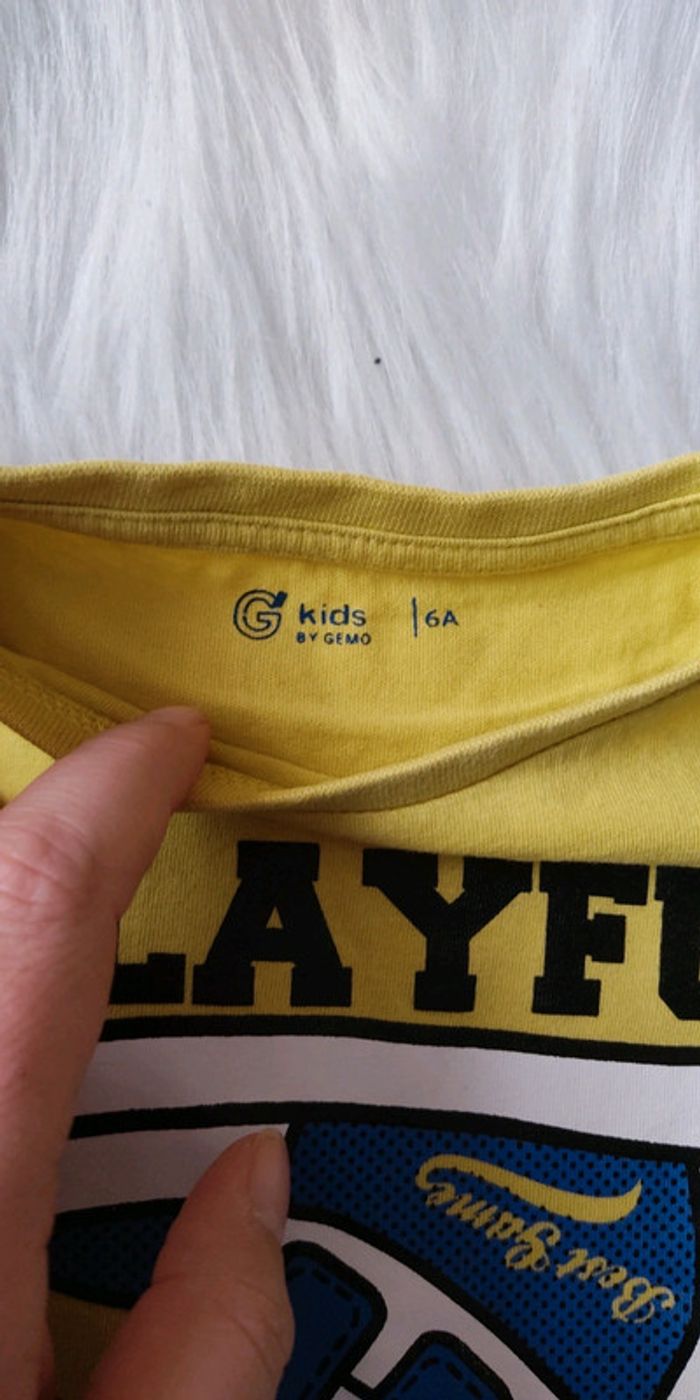 G kids | 6A
BY GEMO
LAYFU
Best Game